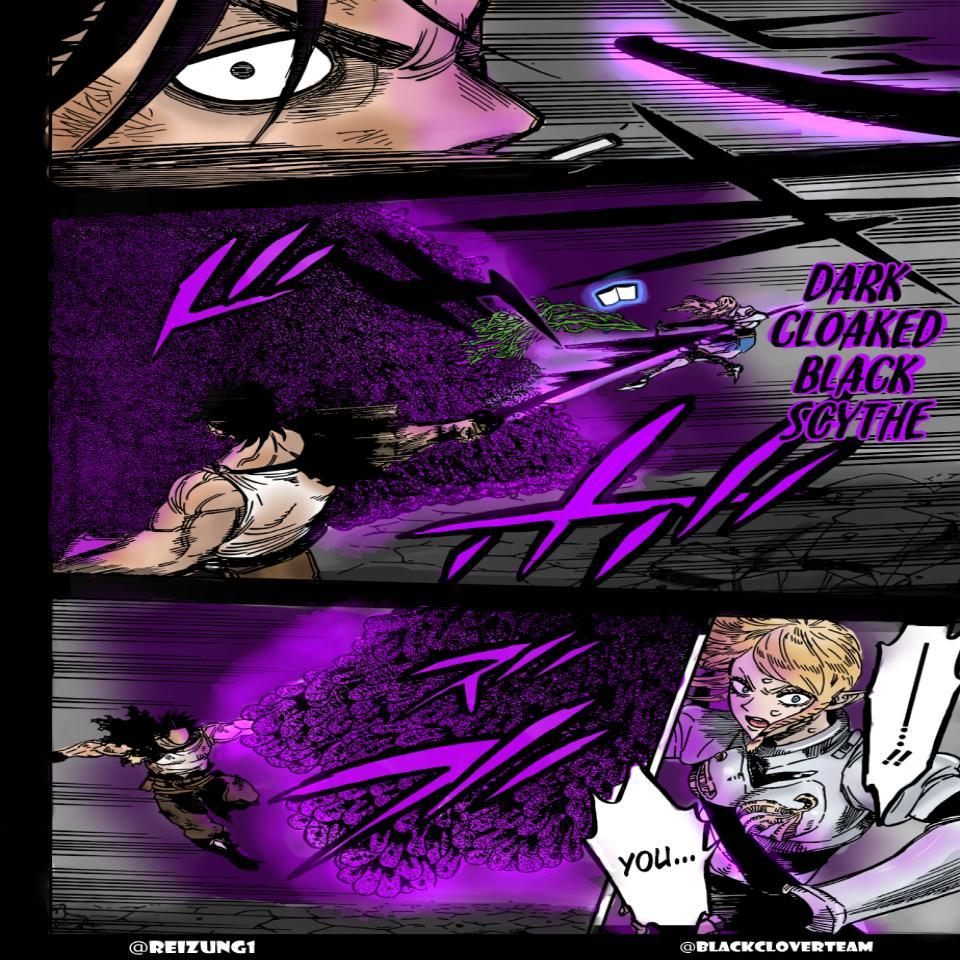 DARK
CLOAKED
BLACK
SCYTHE
......!!
YOU...
@REIZUNG1
@BLACKCLOVERTEAM